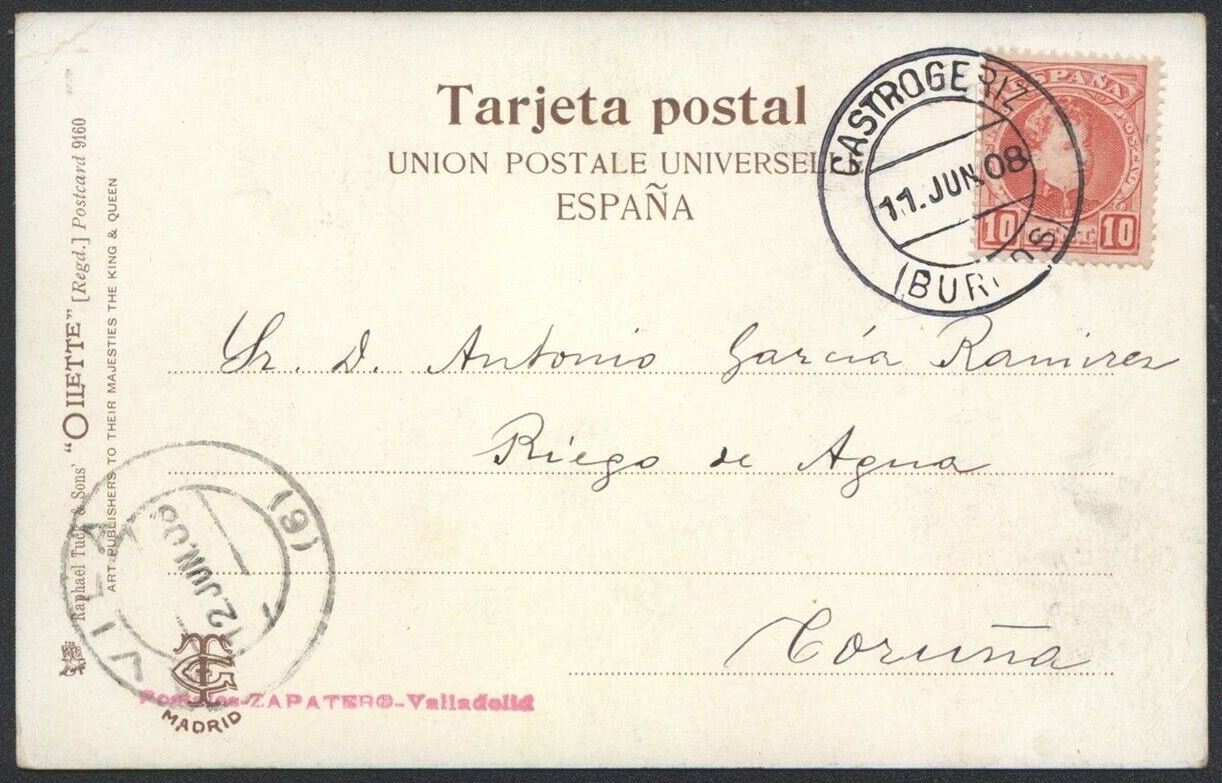 Tarjeta postal
UNION POSTALE UNIVERSELLE
ESPAÑA
CASTROGERIZ
11.JUN.08
(BURGOS)
ESPAÑA
10 10
Sr. D. Antonio García Ramirez
Riego de Agua
Coruña
Raphael Tuck & Sons' "OILETTE" [Regd.] Postcard 9160
ART PUBLISHERS TO THEIR MAJESTIES THE KING & QUEEN
(9)
12.JUN.08
MADRID
Postales-ZAPATERO-Valladolid